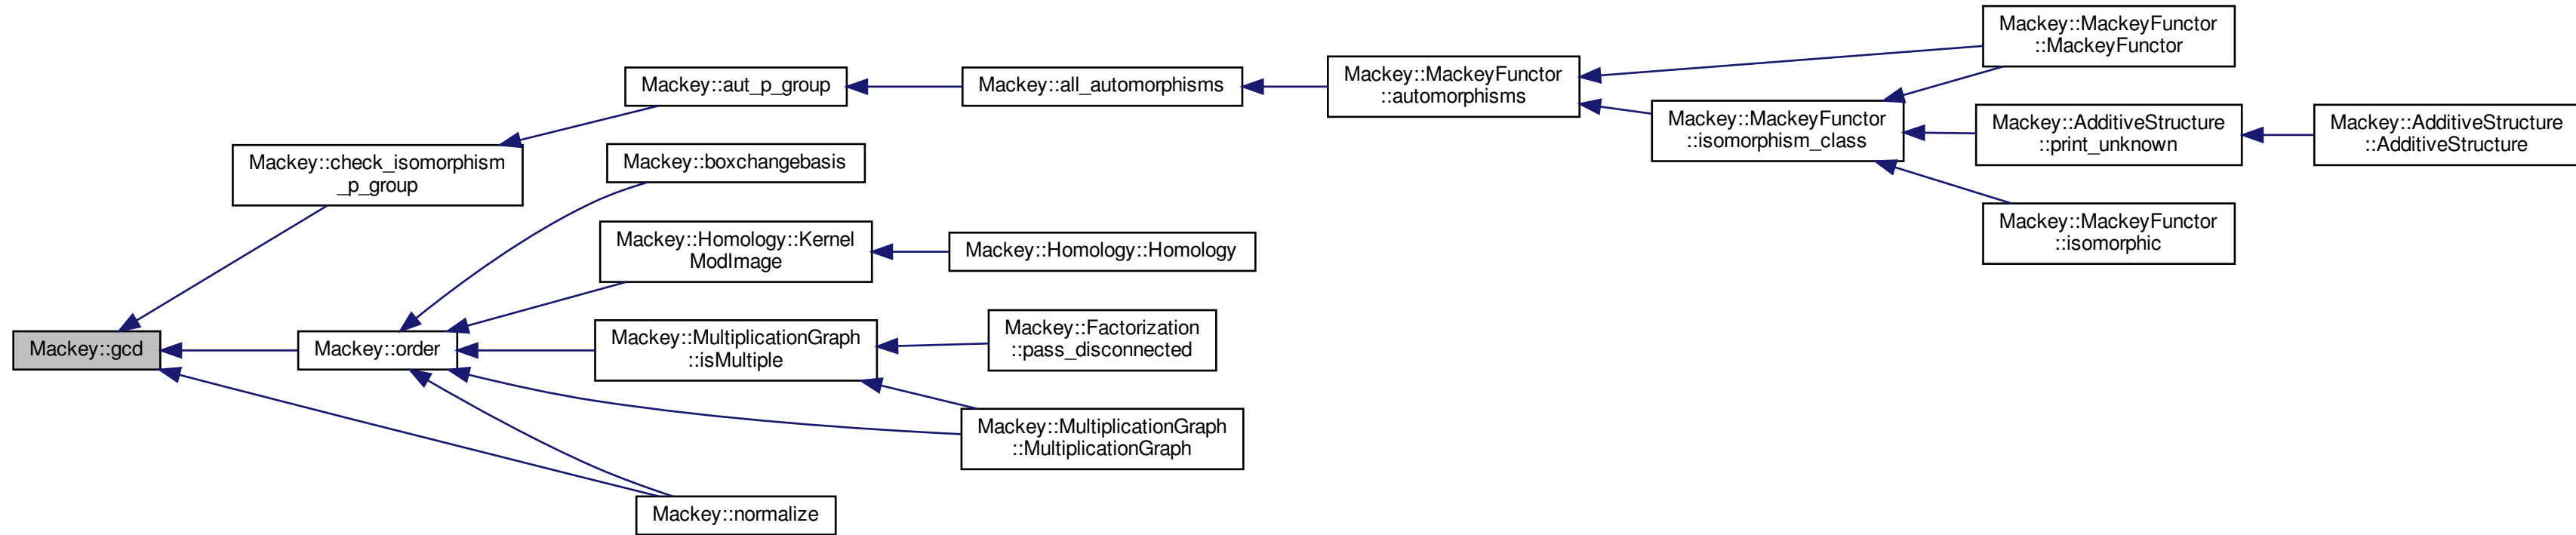 Mackey::gcd
Mackey::check_isomorphism
_p_group
Mackey::aut_p_group
Mackey::all_automorphisms
Mackey::MackeyFunctor
::automorphisms
Mackey::MackeyFunctor
::MackeyFunctor
Mackey::MackeyFunctor
::isomorphism_class
Mackey::AdditiveStructure
::print_unknown
Mackey::AdditiveStructure
::AdditiveStructure
Mackey::MackeyFunctor
::isomorphic
Mackey::order
Mackey::boxchangebasis
Mackey::Homology::Kernel
ModImage
Mackey::Homology::Homology
Mackey::MultiplicationGraph
::isMultiple
Mackey::Factorization
::pass_disconnected
Mackey::MultiplicationGraph
::MultiplicationGraph
Mackey::normalize